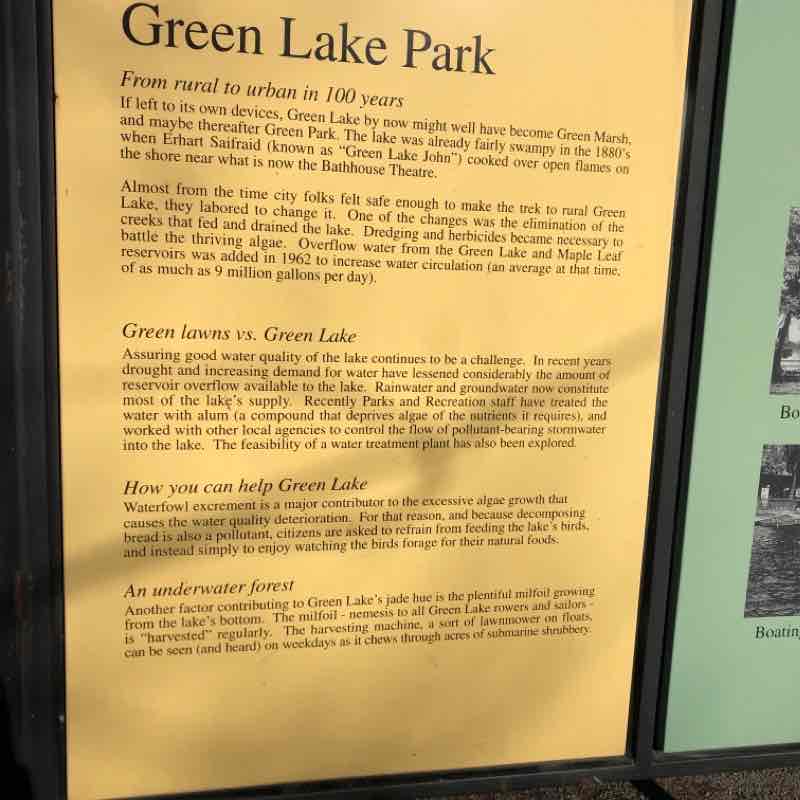 Green Lake Park
From rural to urban in 100 years
If left to its own devices, Green Lake by now might well have become Green Marsh,
and maybe thereafter Green Park. The lake was already fairly swampy in the 1880's
when Erhart Saifraid (known as "Green Lake John") cooked over open flames on
the shore near what is now the Bathhouse Theatre.
Almost from the time city folks felt safe enough to make the trek to rural Green
Lake, they labored to change it. One of the changes was the elimination of the
creeks that fed and drained the lake. Dredging and herbicides became necessary to
battle the thriving algae. Overflow water from the Green Lake and Maple Leaf
reservoirs was added in 1962 to increase water circulation (an average at that time,
of as much as 9 million gallons per day).
Green lawns vs. Green Lake
Assuring good water quality of the lake continues to be a challenge. In recent years
drought and increasing demand for water have lessened considerably the amount of
reservoir overflow available to the lake. Rainwater and groundwater now constitute
most of the lake's supply. Recently Parks and Recreation staff have treated the
water with alum (a compound that deprives algae of the nutrients it requires), and
worked with other local agencies to control the flow of pollutant-bearing stormwater
into the lake. The feasibility of a water treatment plant has also been explored.
How you can help Green Lake
Waterfowl excrement is a major contributor to the excessive algae growth that
causes the water quality deterioration. For that reason, and because decomposing
bread is also a pollutant, citizens are asked to refrain from feeding the lake's birds,
and instead simply to enjoy watching the birds forage for their natural foods.
An underwater forest
Another factor contributing to Green Lake's jade hue is the plentiful milfoil growing
from the lake's bottom. The milfoil - nemesis to all Green Lake rowers and sailors -
is "harvested" regularly. The harvesting machine, a sort of lawnmower on floats,
can be seen (and heard) on weekdays as it chews through acres of submarine shrubbery.
Bo
Boating